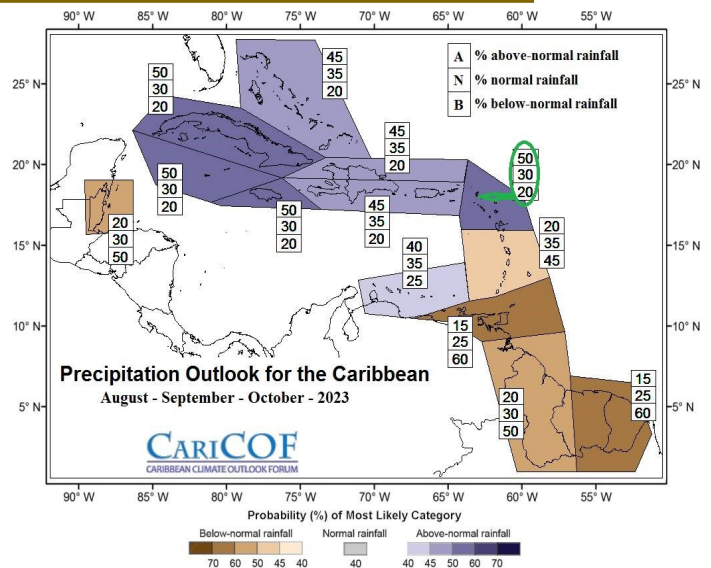 90° W 85° W 80° W 75° W 70° W 65° W 60° W 55° W
A % above-normal rainfall
N % normal rainfall
B % below-normal rainfall
25° N
20° N
15° N
10° N
5° N
25° N
20° N
15° N
10° N
5° N
45
35
20
50
30
20
45
35
20
50
30
20
50
30
20
50
30
20
45
35
20
20
30
50
20
35
45
40
35
25
15
25
60
15
25
60
20
30
50
Precipitation Outlook for the Caribbean
August - September - October - 2023
CARICOF
CARIBBEAN CLIMATE OUTLOOK FORUM
90° W 85° W 80° W 75° W 70° W 65° W 60° W 55° W
Probability (%) of Most Likely Category
Below-normal rainfall Normal rainfall Above-normal rainfall
70 60 50 45 40 40 40 45 50 60 70